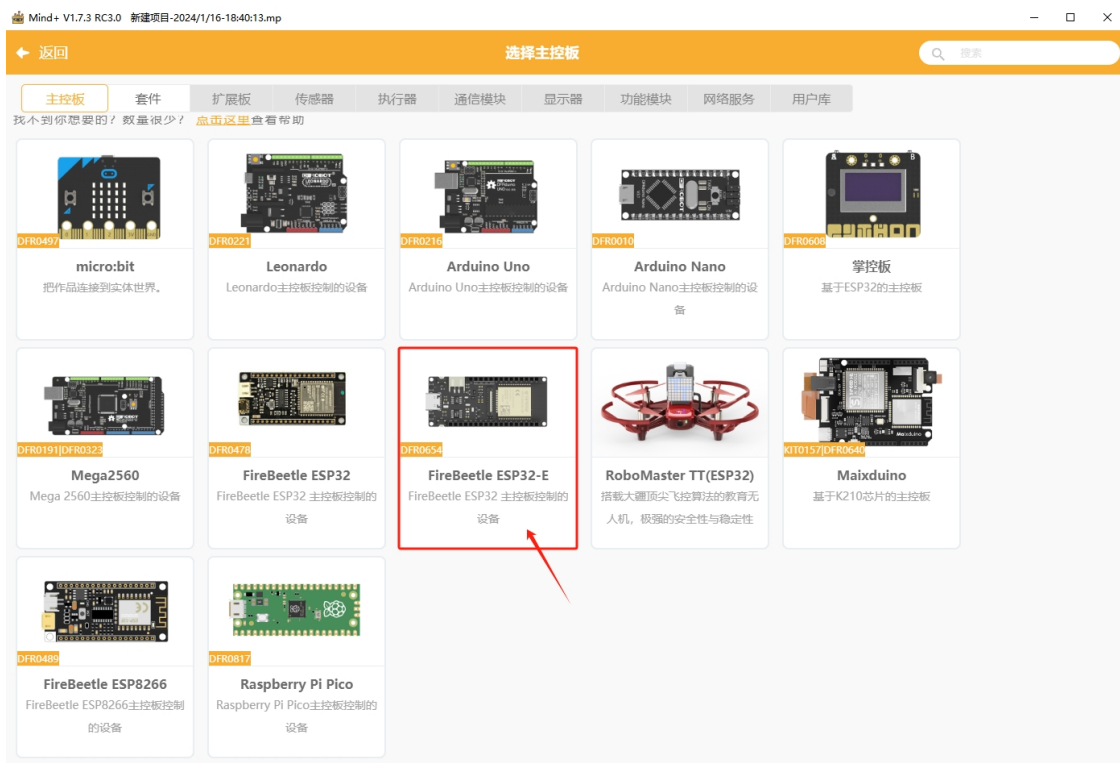 Mind+ V1.7.3 RC3.0 新建项目-2024/1/16-18:40:13.mp
返回
选择主控板
搜索
主控板 套件 扩展板 传感器 执行器 通信模块 显示器 功能模块 网络服务 用户库
找不到你想要的？数量很少？ 点击这里查看帮助
DFR0497
micro:bit
把作品连接到实体世界。
DFR0221
Leonardo
Leonardo主控板控制的设备
DFR0216
Arduino Uno
Arduino Uno主控板控制的设备
DFR0010
Arduino Nano
Arduino Nano主控板控制的设
备
DFR0608
掌控板
基于ESP32的主控板
DFR0191|DFR0323
Mega2560
Mega 2560主控板控制的设备
DFR0478
FireBeetle ESP32
FireBeetle ESP32 主控板控制的
设备
DFR0654
FireBeetle ESP32-E
FireBeetle ESP32 主控板控制的
设备
RoboMaster TT(ESP32)
搭载大疆顶尖飞控算法的教育无
人机，极强的安全性与稳定性
KIT0157|DFR0640
Maixduino
基于K210芯片的主控板
DFR0489
FireBeetle ESP8266
FireBeetle ESP8266主控板控制
的设备
DFR0817
Raspberry Pi Pico
Raspberry Pi Pico主控板控制的
设备